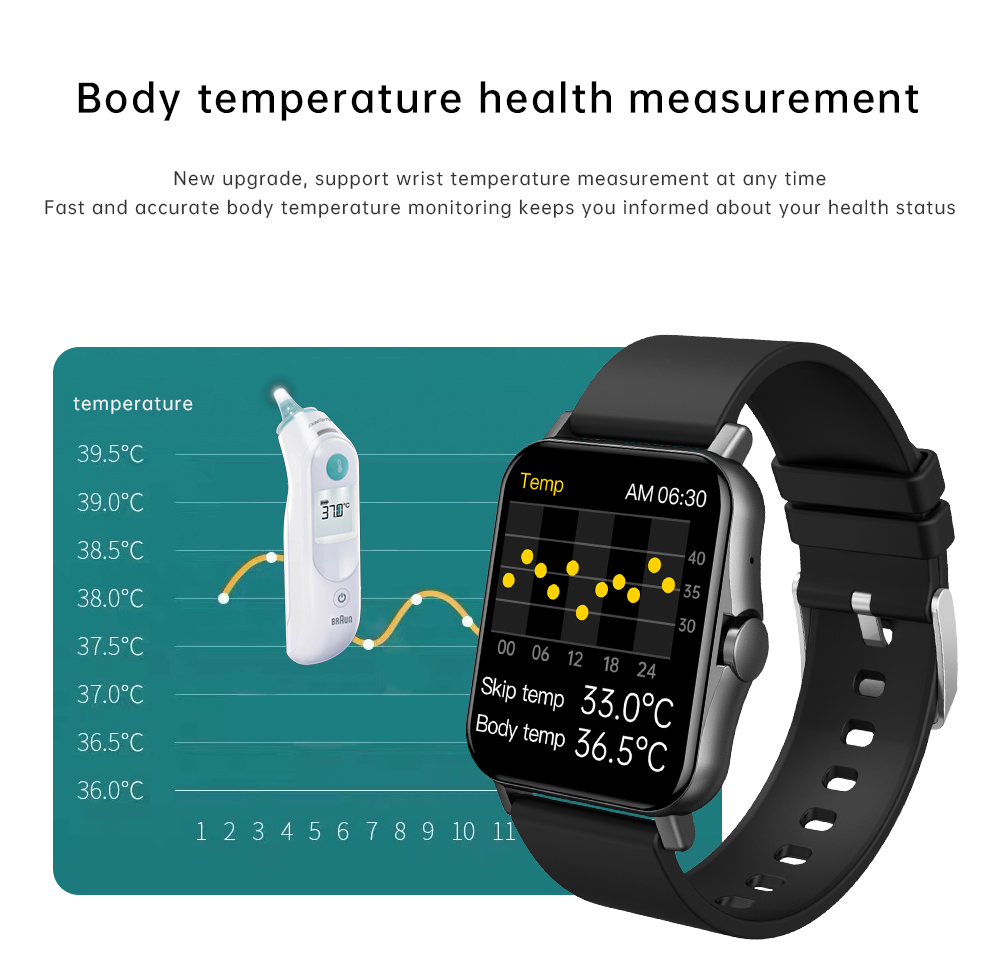 Body temperature health measurement
New upgrade, support wrist temperature measurement at any time
Fast and accurate body temperature monitoring keeps you informed about your health status
temperature
39.5°C
39.0°C
38.5°C
38.0°C
37.5°C
37.0°C
36.5°C
36.0°C
1 2 3 4 5 6 7 8 9 10 11
37.0°C
BRAUN
Temp AM 06:30
40
35
30
00 06 12 18 24
Skip temp 33.0°C
Body temp 36.5°C